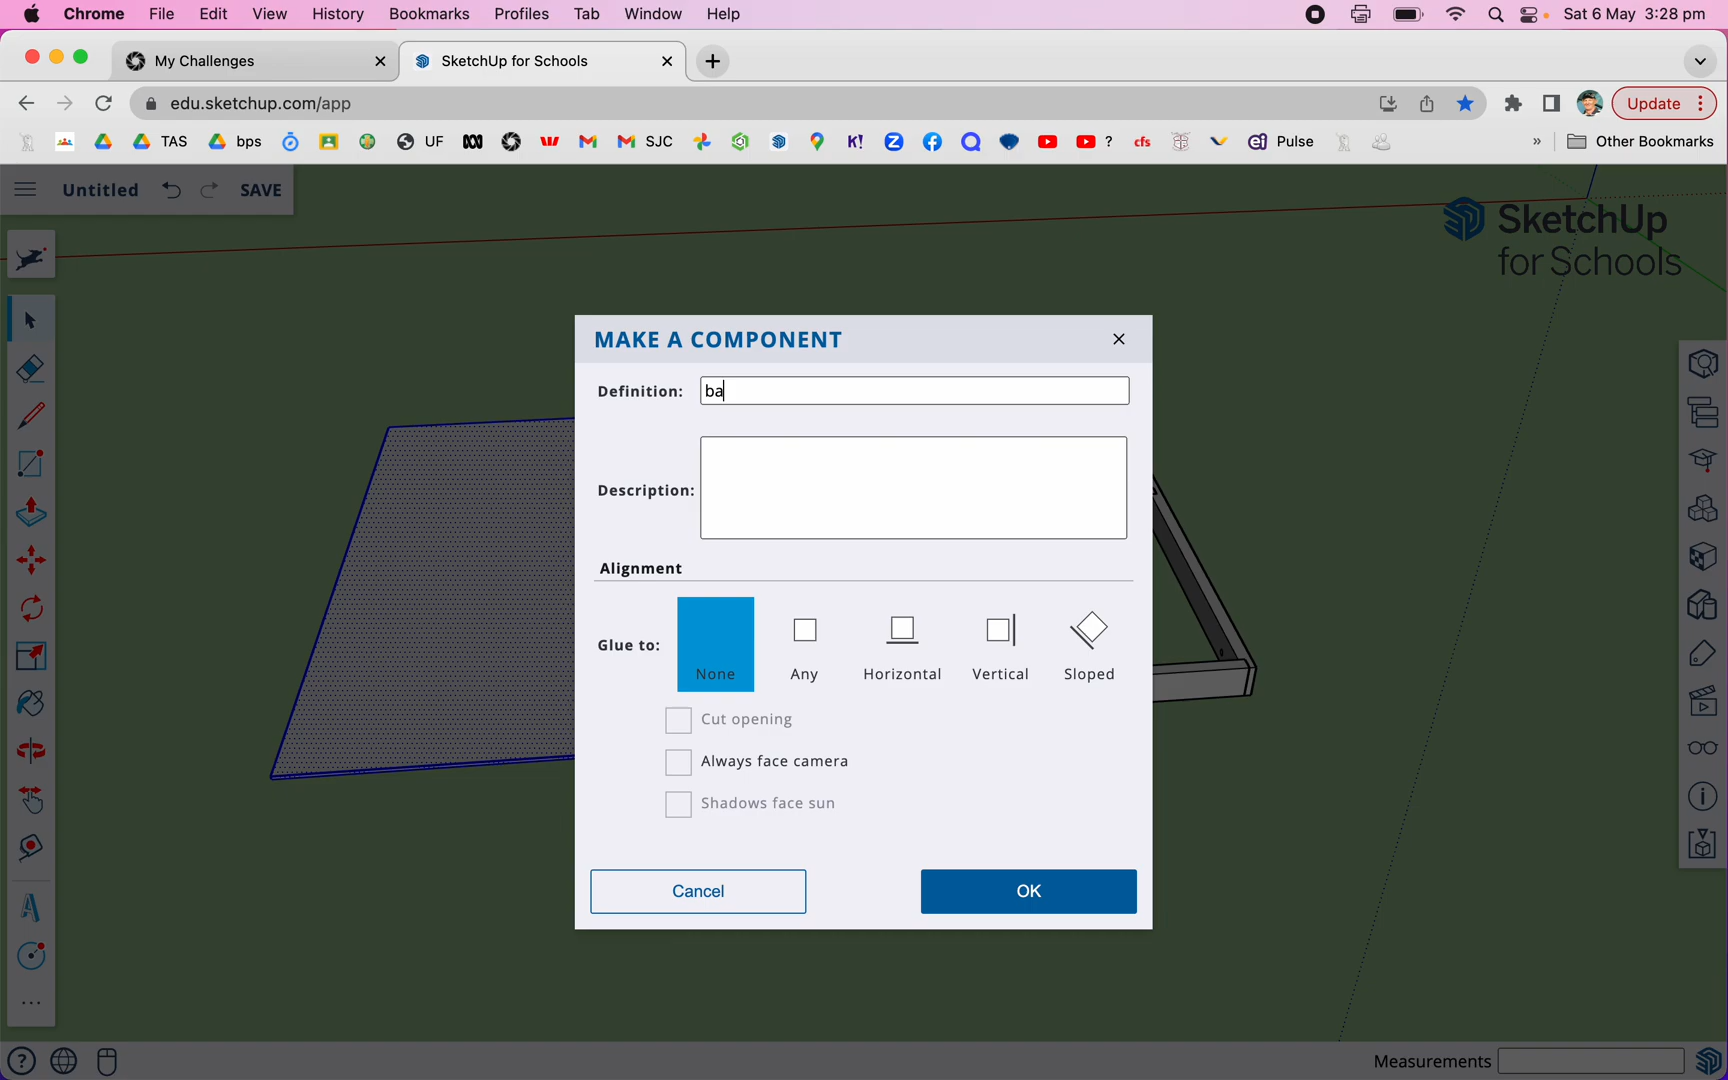 Chrome File Edit View History Bookmarks Profiles Tab Window Help Sat 6 May 3:28 pm
My Challenges SketchUp for Schools
edu.sketchup.com/app Update
TAS bps UF SJC K! ? cfs ei Pulse » Other Bookmarks
Untitled SAVE
SketchUp
for Schools
MAKE A COMPONENT
Definition: ba
Description:
Alignment
Glue to: None Any Horizontal Vertical Sloped
Cut opening
Always face camera
Shadows face sun
Cancel OK
Measurements